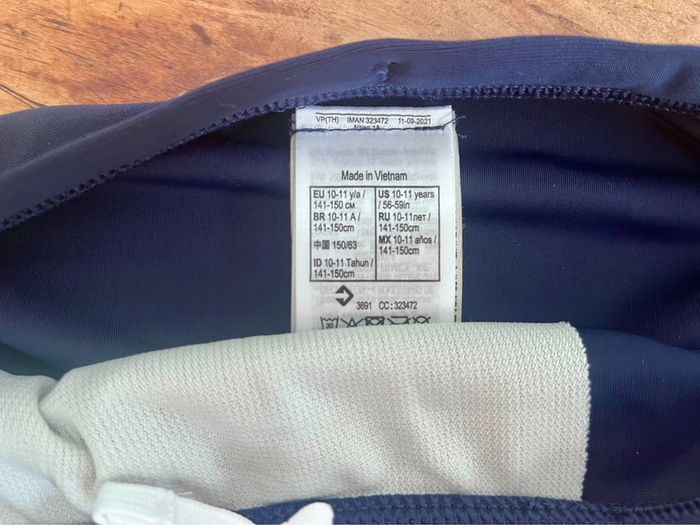 VP(TH) IMAN 323472 11-09-2021
Made in Vietnam
EU 10-11 y/a /
141-150 CM
BR 10-11 A /
141-150cm
中国 150/63
ID 10-11 Tahun /
141-150cm
US 10-11 years
/ 56-59in
RU 10-11лет /
141-150cm
MX 10-11 años /
141-150cm
3691 CC: 323472
30